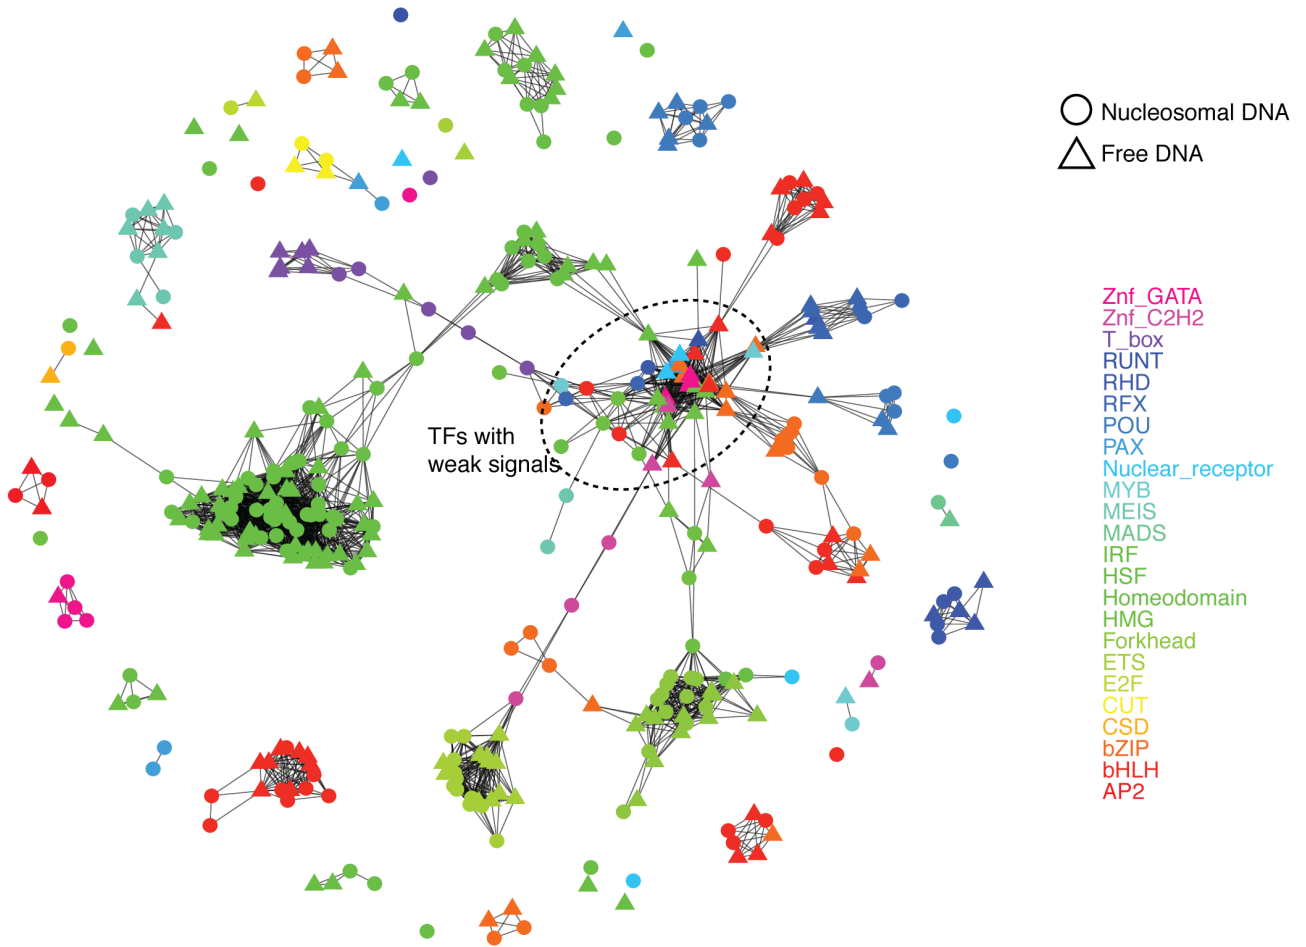 Nucleosomal DNA
Free DNA
TFs with
weak signals
Znf_GATA
Znf_C2H2
T_box
RUNT
RHD
RFX
POU
PAX
Nuclear_receptor
MYB
MEIS
MADS
IRF
HSF
Homeodomain
HMG
Forkhead
ETS
E2F
CUT
CSD
bZIP
bHLH
AP2